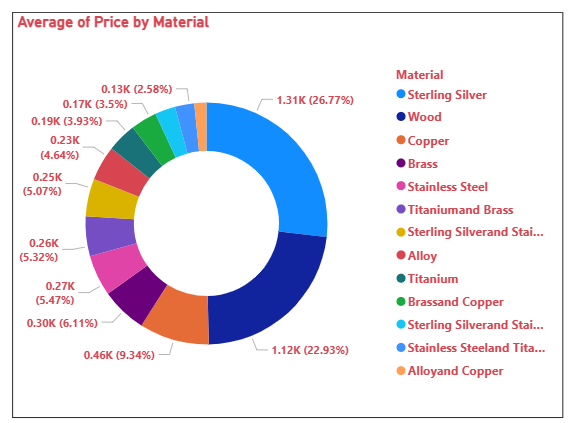 Average of Price by Material
0.13K (2.58%)
0.17K (3.5%)
0.19K (3.93%)
0.23K
(4.64%)
0.25K
(5.07%)
0.26K
(5.32%)
0.27K
(5.47%)
0.30K (6.11%)
0.46K (9.34%)
1.31K (26.77%)
1.12K (22.93%)
Material
Sterling Silver
Wood
Copper
Brass
Stainless Steel
Titaniumand Brass
Sterling Silverand Stai...
Alloy
Titanium
Brassand Copper
Sterling Silverand Stai...
Stainless Steeland Tita...
Alloyand Copper